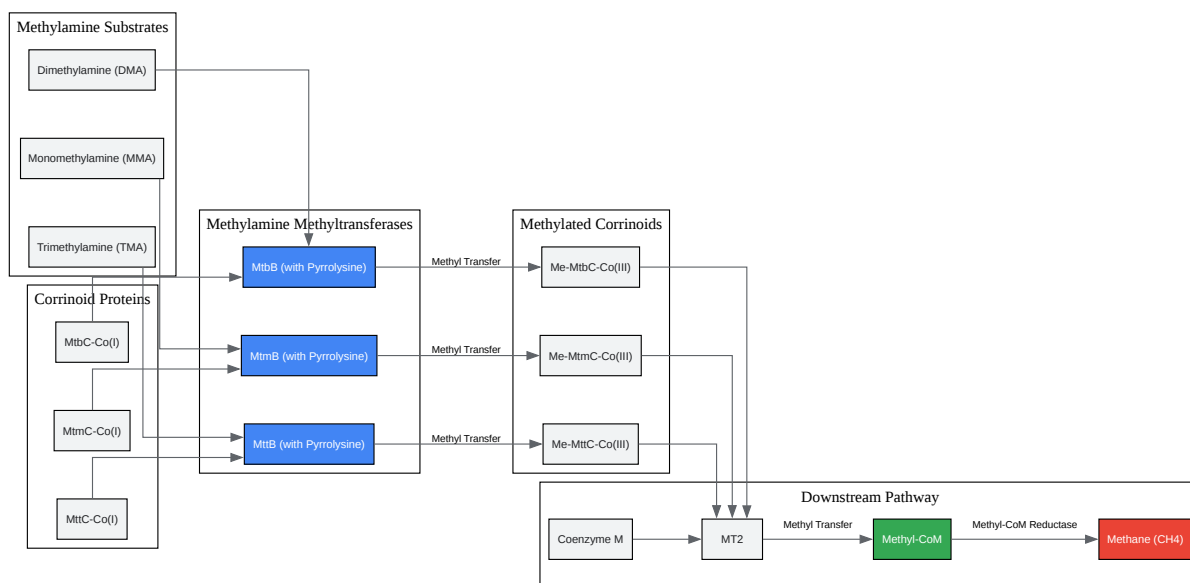 Methylamine Substrates
Dimethylamine (DMA)
Monomethylamine (MMA)
Trimethylamine (TMA)
Corrinoid Proteins
MtbC-Co(I)
MtmC-Co(I)
MttC-Co(I)
Methylamine Methyltransferases
MtbB (with Pyrrolysine)
MtmB (with Pyrrolysine)
MttB (with Pyrrolysine)
Methyl Transfer
Methyl Transfer
Methyl Transfer
Methylated Corrinoids
Me-MtbC-Co(III)
Me-MtmC-Co(III)
Me-MttC-Co(III)
Downstream Pathway
Coenzyme M
MT2
Methyl Transfer
Methyl-CoM
Methyl-CoM Reductase
Methane (CH4)